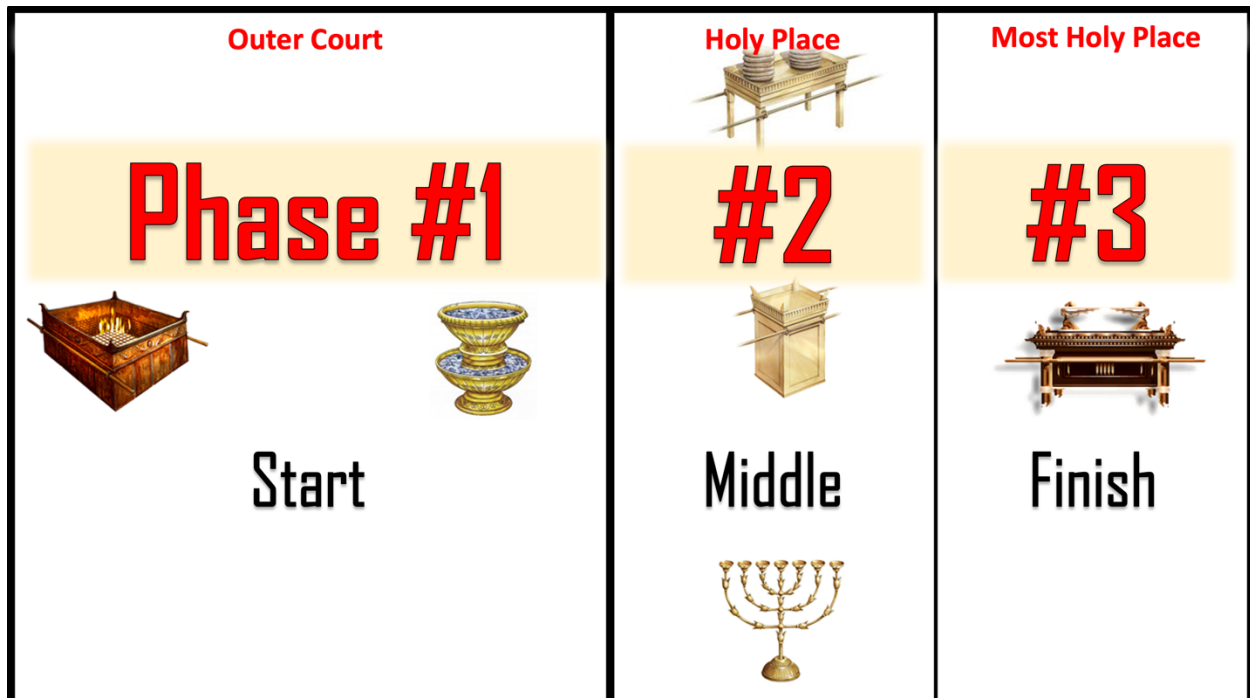 Outer Court
Holy Place
Most Holy Place
Phase #1
#2
#3
Start
Middle
Finish